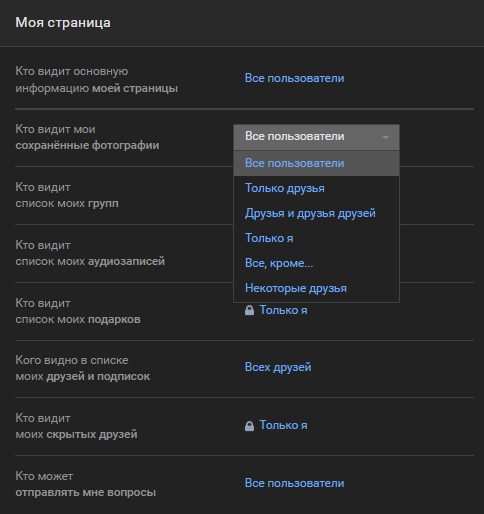 Моя страница
Кто видит основную
информацию моей страницы
Все пользователи
Кто видит мои
сохранённые фотографии
Все пользователи
Все пользователи
Только друзья
Друзья и друзья друзей
Только я
Все, кроме...
Некоторые друзья
Кто видит
список моих групп
Кто видит
список моих аудиозаписей
Кто видит
список моих подарков
Только я
Кого видно в списке
моих друзей и подписок
Всех друзей
Кто видит
моих скрытых друзей
Только я
Кто может
отправлять мне вопросы
Все пользователи